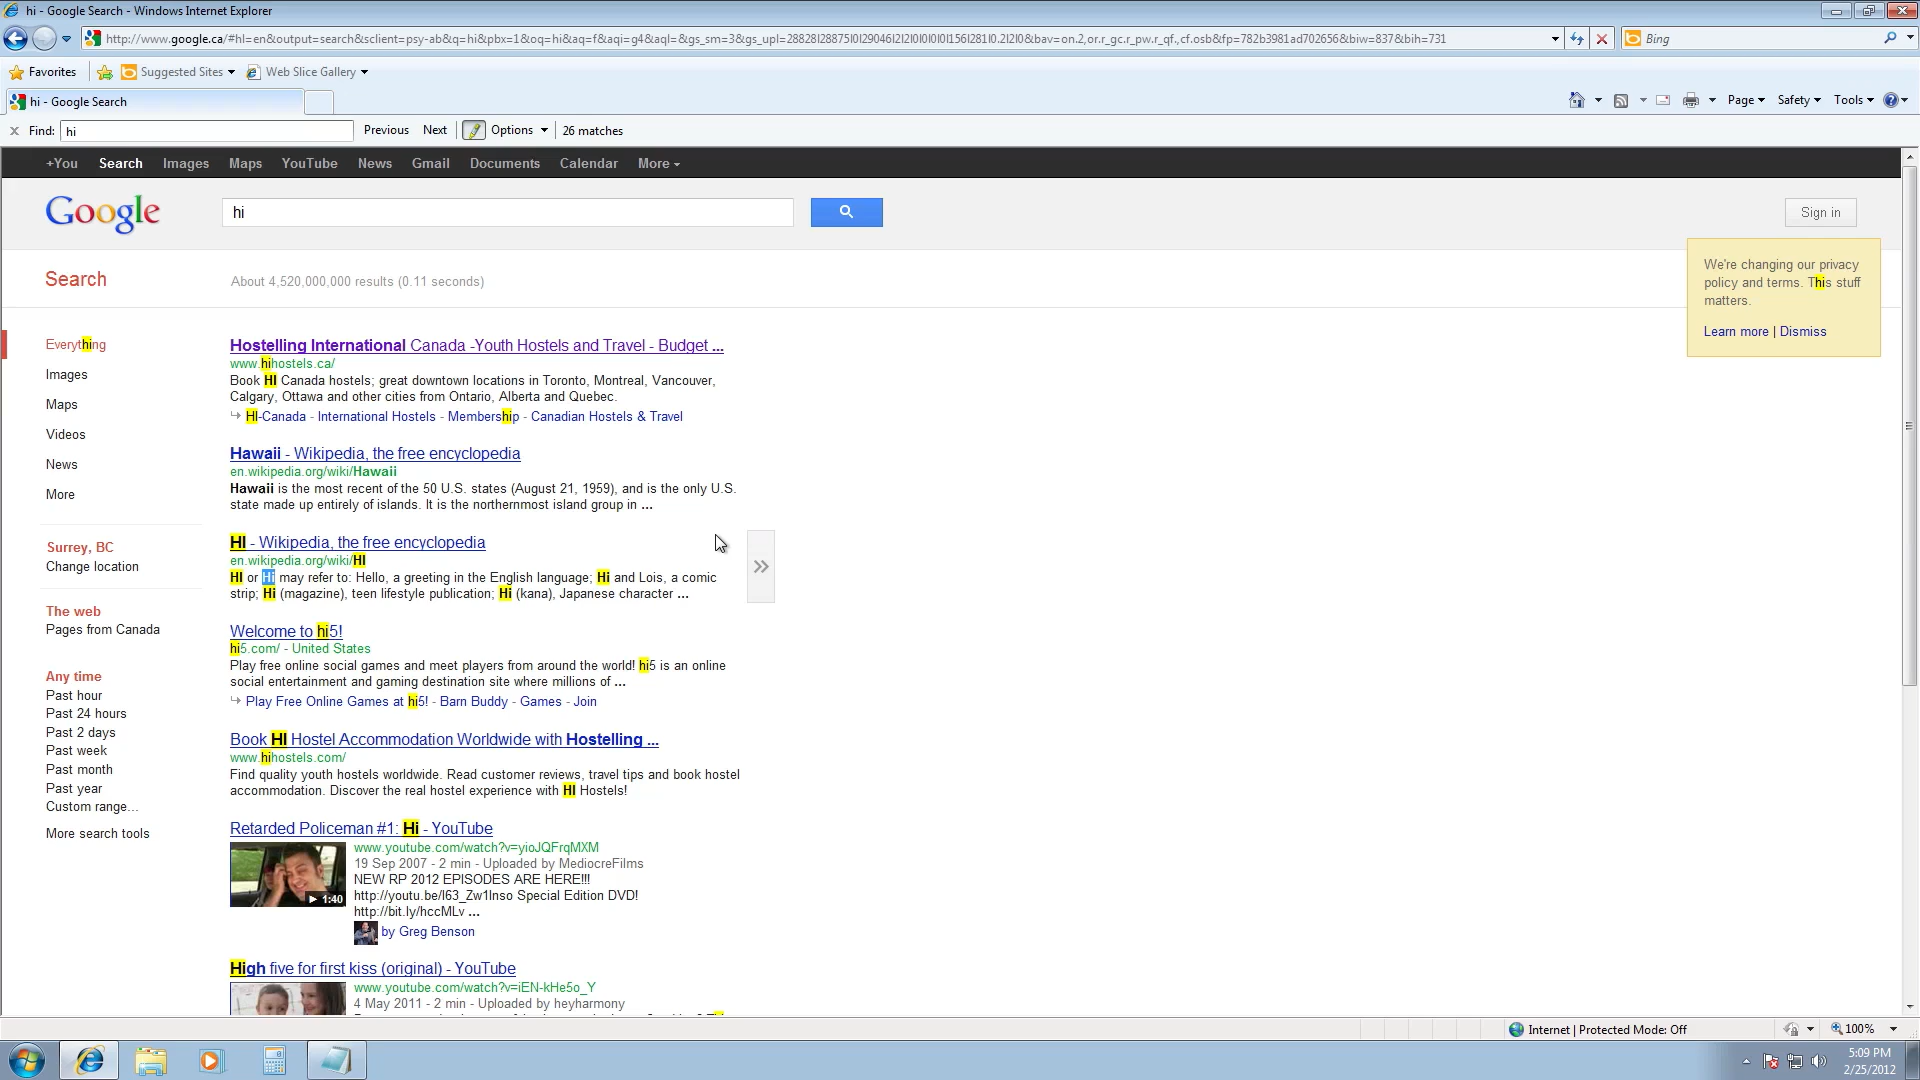 hi - Google Search - Windows Internet Explorer
http://www.google.ca/#hl=en&output=search&sclient=psy-ab&q=hi&pbx=1&oq=hi&aq=f&aqi=g4&aql=&gs_sm=3&gs_upl=28828l28875l0l29046l2l2l0l0l0l0l156l281l0.2l2l0&bav=on.2,or.r_gc.r_pw.r_qf.,cf.osb&fp=782b3981ad702656&biw=837&bih=731
Bing
Favorites Suggested Sites Web Slice Gallery
hi - Google Search
Page Safety Tools
x Find: hi Previous Next Options 26 matches
+You Search Images Maps YouTube News Gmail Documents Calendar More
Google hi Sign in
Search About 4,520,000,000 results (0.11 seconds)
We're changing our privacy
policy and terms. This stuff
matters.
Learn more | Dismiss
Everything
Images
Maps
Videos
News
More
Surrey, BC
Change location
The web
Pages from Canada
Any time
Past hour
Past 24 hours
Past 2 days
Past week
Past month
Past year
Custom range...
More search tools
Hostelling International Canada -Youth Hostels and Travel - Budget ...
www.hihostels.ca/
Book HI Canada hostels; great downtown locations in Toronto, Montreal, Vancouver,
Calgary, Ottawa and other cities from Ontario, Alberta and Quebec.
HI-Canada - International Hostels - Membership - Canadian Hostels & Travel
Hawaii - Wikipedia, the free encyclopedia
en.wikipedia.org/wiki/Hawaii
Hawaii is the most recent of the 50 U.S. states (August 21, 1959), and is the only U.S.
state made up entirely of islands. It is the northernmost island group in ...
HI - Wikipedia, the free encyclopedia
en.wikipedia.org/wiki/HI
HI or Hi may refer to: Hello, a greeting in the English language; Hi and Lois, a comic
strip; Hi (magazine), teen lifestyle publication; Hi (kana), Japanese character ...
Welcome to hi5!
hi5.com/ - United States
Play free online social games and meet players from around the world! hi5 is an online
social entertainment and gaming destination site where millions of ...
Play Free Online Games at hi5! - Barn Buddy - Games - Join
Book HI Hostel Accommodation Worldwide with Hostelling ...
www.hihostels.com/
Find quality youth hostels worldwide. Read customer reviews, travel tips and book hostel
accommodation. Discover the real hostel experience with HI Hostels!
Retarded Policeman #1: Hi - YouTube
www.youtube.com/watch?v=yioJQFrqMXM
19 Sep 2007 - 2 min - Uploaded by MediocreFilms
NEW RP 2012 EPISODES ARE HERE!!!
http://youtu.be/l63_Zw1Inso Special Edition DVD!
http://bit.ly/hccMLv ...
1:40
by Greg Benson
High five for first kiss (original) - YouTube
www.youtube.com/watch?v=iEN-kHe5o_Y
4 May 2011 - 2 min - Uploaded by heyharmony
Internet | Protected Mode: Off 100%
5:09 PM
2/25/2012